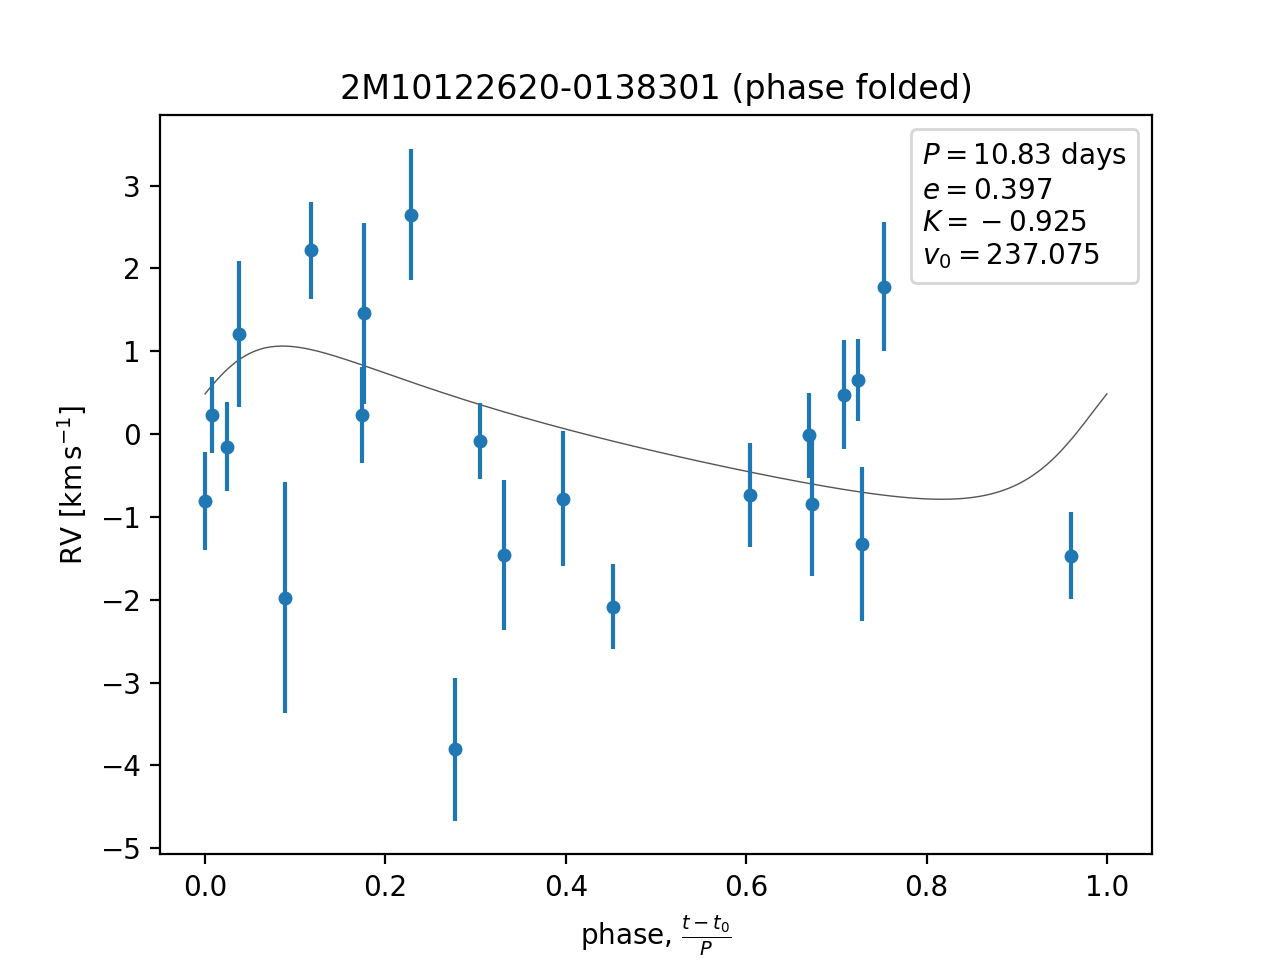 2M10122620-0138301 (phase folded)
P = 10.83 days
e = 0.397
K = −0.925
v₀ = 237.075
3
2
1
0
−1
−2
−3
−4
−5
RV [km s⁻¹]
0.0 0.2 0.4 0.6 0.8 1.0
phase, (t − t₀)/P